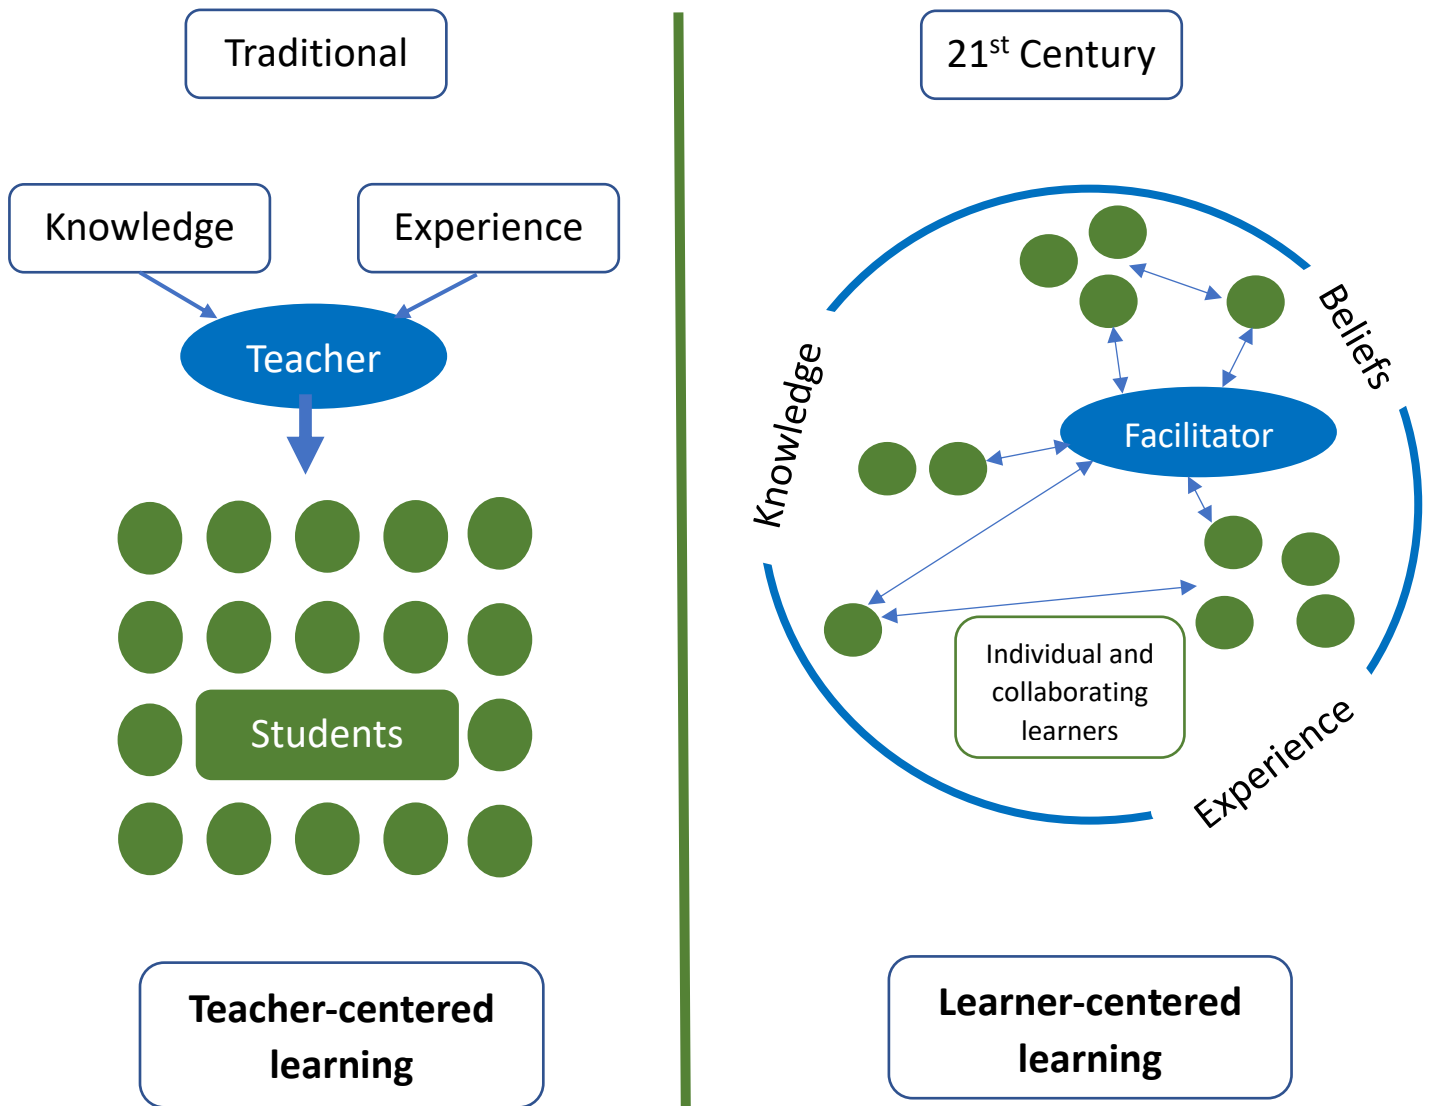 Traditional
Knowledge
Experience
Teacher
Students
Teacher-centered
learning
21st Century
Knowledge
Beliefs
Facilitator
Individual and
collaborating
learners
Experience
Learner-centered
learning